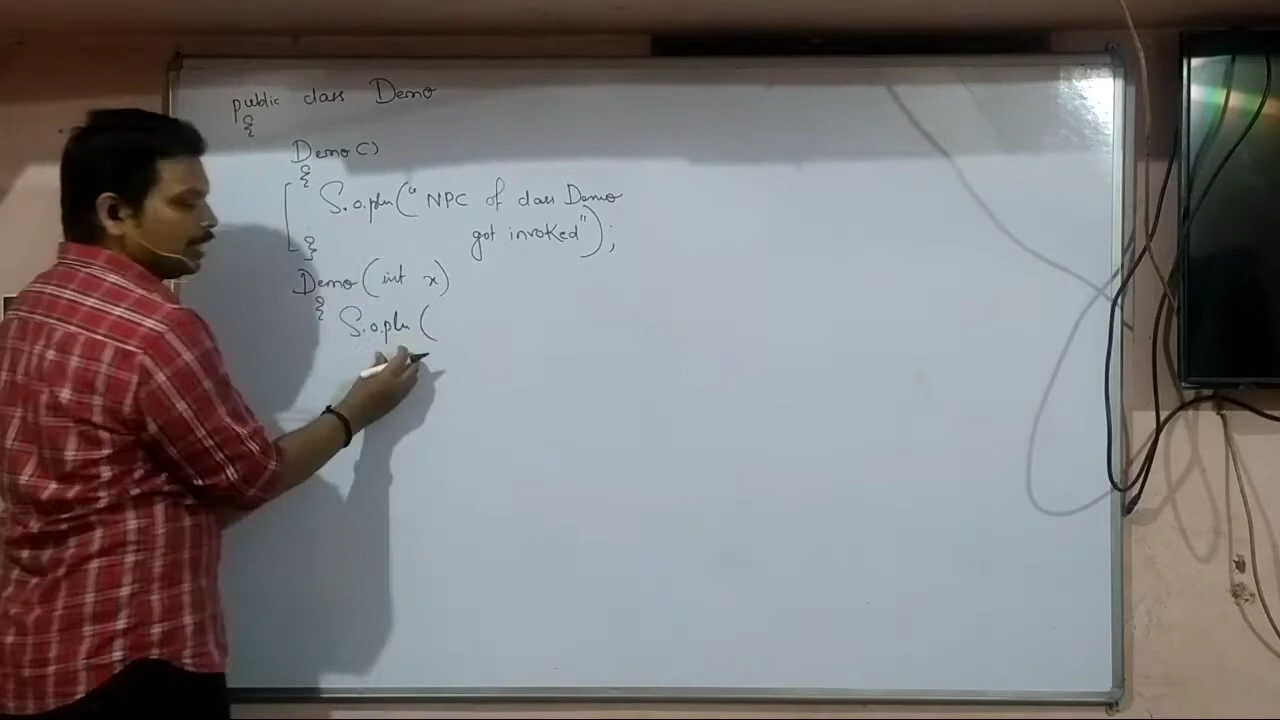 public class Demo
{
Demo()
{
S.o.pln("NPC of class Demo
got invoked");
}
Demo(int x)
{ S.o.pln(